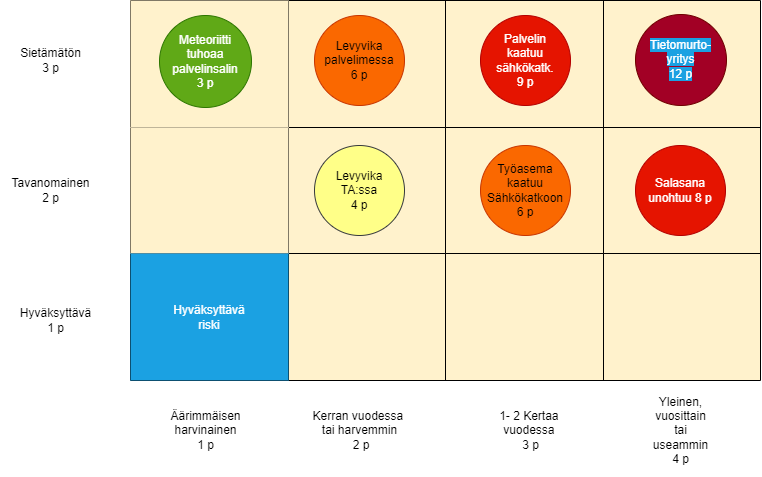 Sietämätön
3 p
Meteoriitti
tuhoaa
palvelinsalin
3 p
Levyvika
palvelimessa
6 p
Palvelin
kaatuu
sähkökatk.
9 p
Tietomurto-
yritys
12 p
Tavanomainen
2 p
Levyvika
TA:ssa
4 p
Työasema
kaatuu
Sähkökatkoon
6 p
Salasana
unohtuu 8 p
Hyväksyttävä
1 p
Hyväksyttävä
riski
Äärimmäisen
harvinainen
1 p
Kerran vuodessa
tai harvemmin
2 p
1- 2 Kertaa
vuodessa
3 p
Yleinen,
vuosittain
tai
useammin
4 p